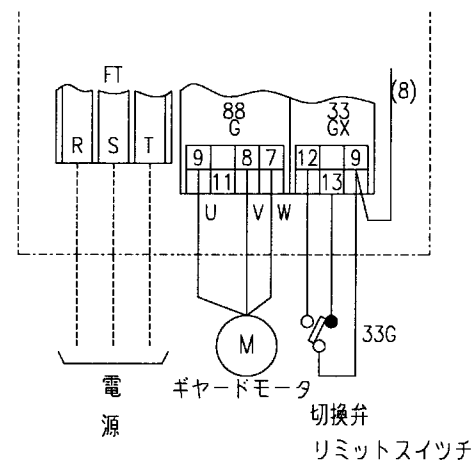 FT
R S T
88
G
33
GX
(8)
9 8 7 12 9
11 13
U V W
M
33G
電源
ギヤードモータ
切換弁
リミットスイツチ